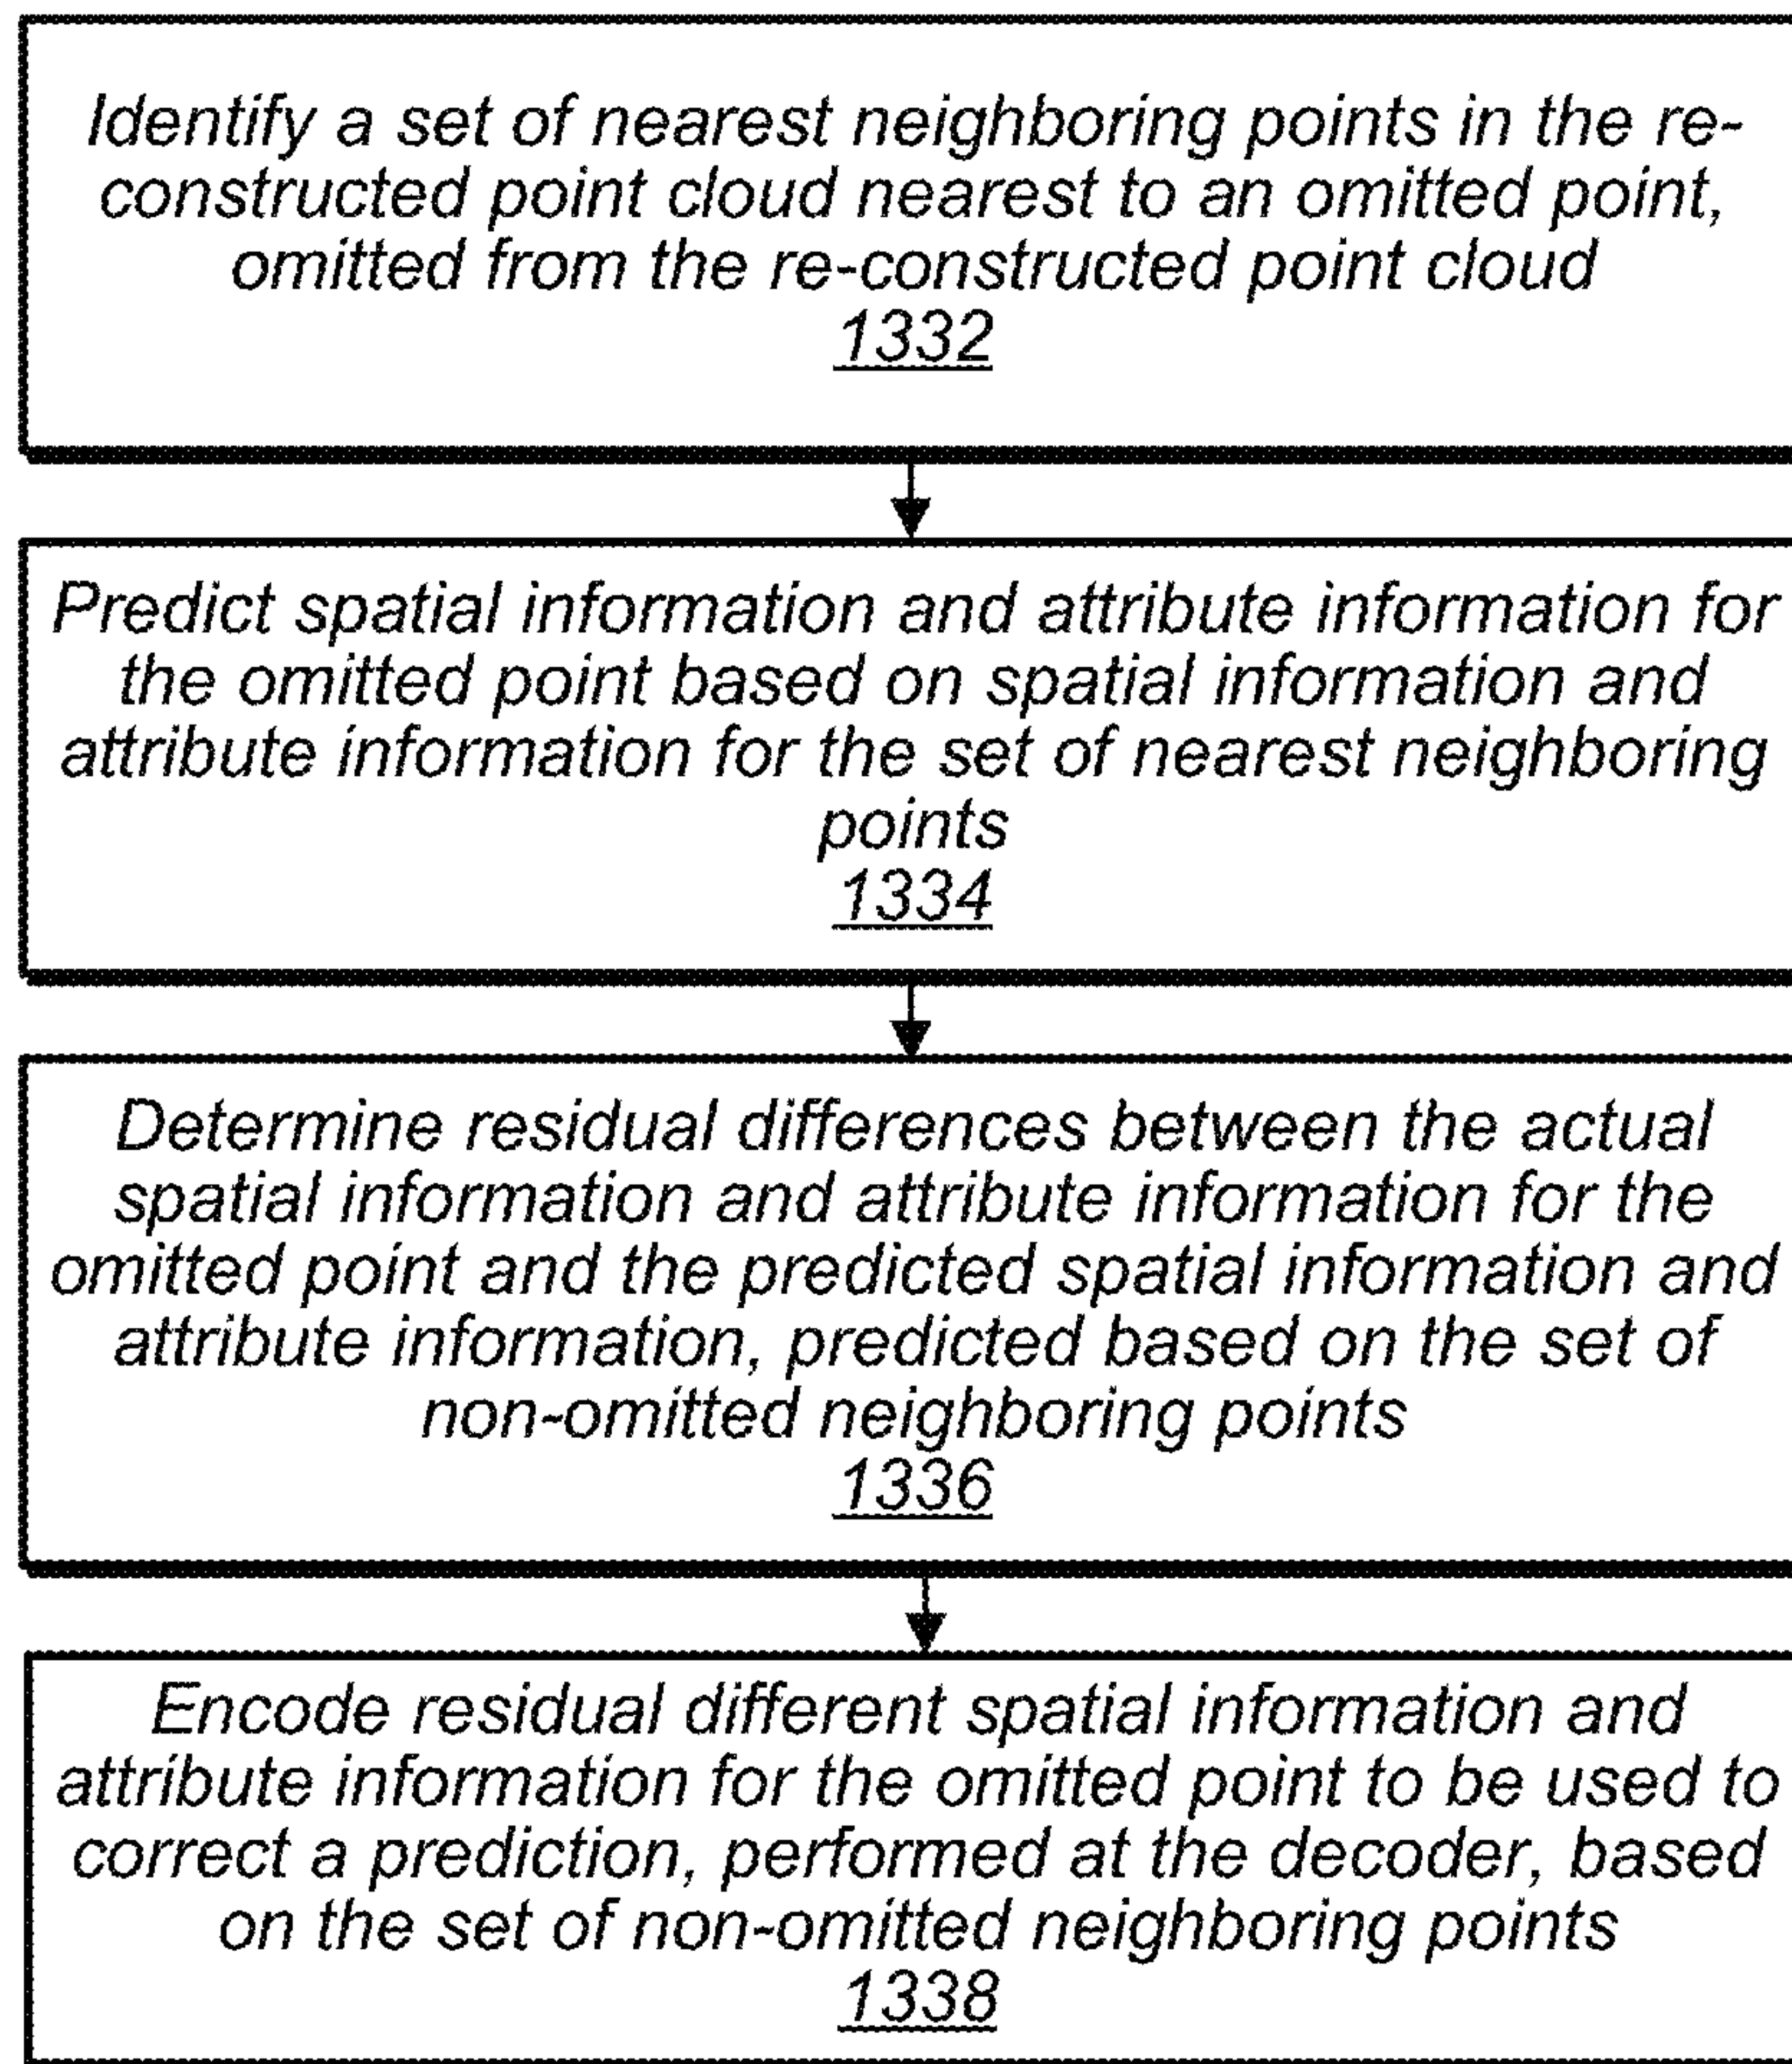 Identify a set of nearest neighboring points in the re-
constructed point cloud nearest to an omitted point,
omitted from the re-constructed point cloud
1332
Predict spatial information and attribute information for
the omitted point based on spatial information and
attribute information for the set of nearest neighboring
points
1334
Determine residual differences between the actual
spatial information and attribute information for the
omitted point and the predicted spatial information and
attribute information, predicted based on the set of
non-omitted neighboring points
1336
Encode residual different spatial information and
attribute information for the omitted point to be used to
correct a prediction, performed at the decoder, based
on the set of non-omitted neighboring points
1338